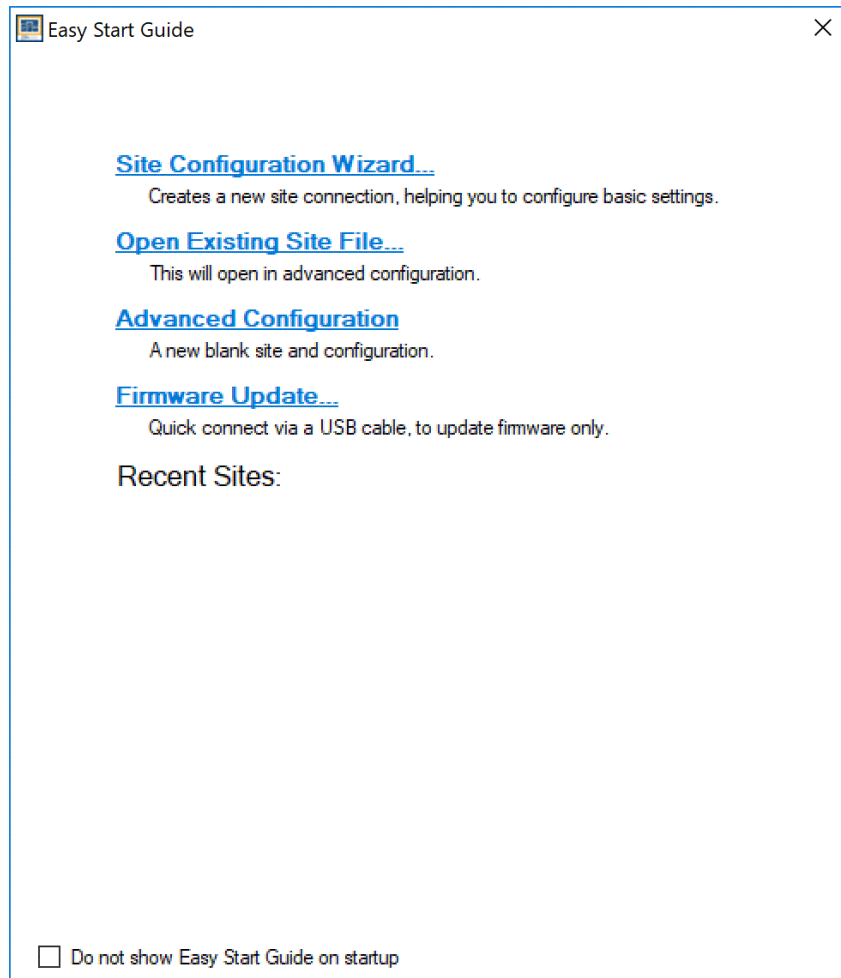 Easy Start Guide
Site Configuration Wizard...
Creates a new site connection, helping you to configure basic settings.
Open Existing Site File...
This will open in advanced configuration.
Advanced Configuration
A new blank site and configuration.
Firmware Update...
Quick connect via a USB cable, to update firmware only.
Recent Sites:
Do not show Easy Start Guide on startup